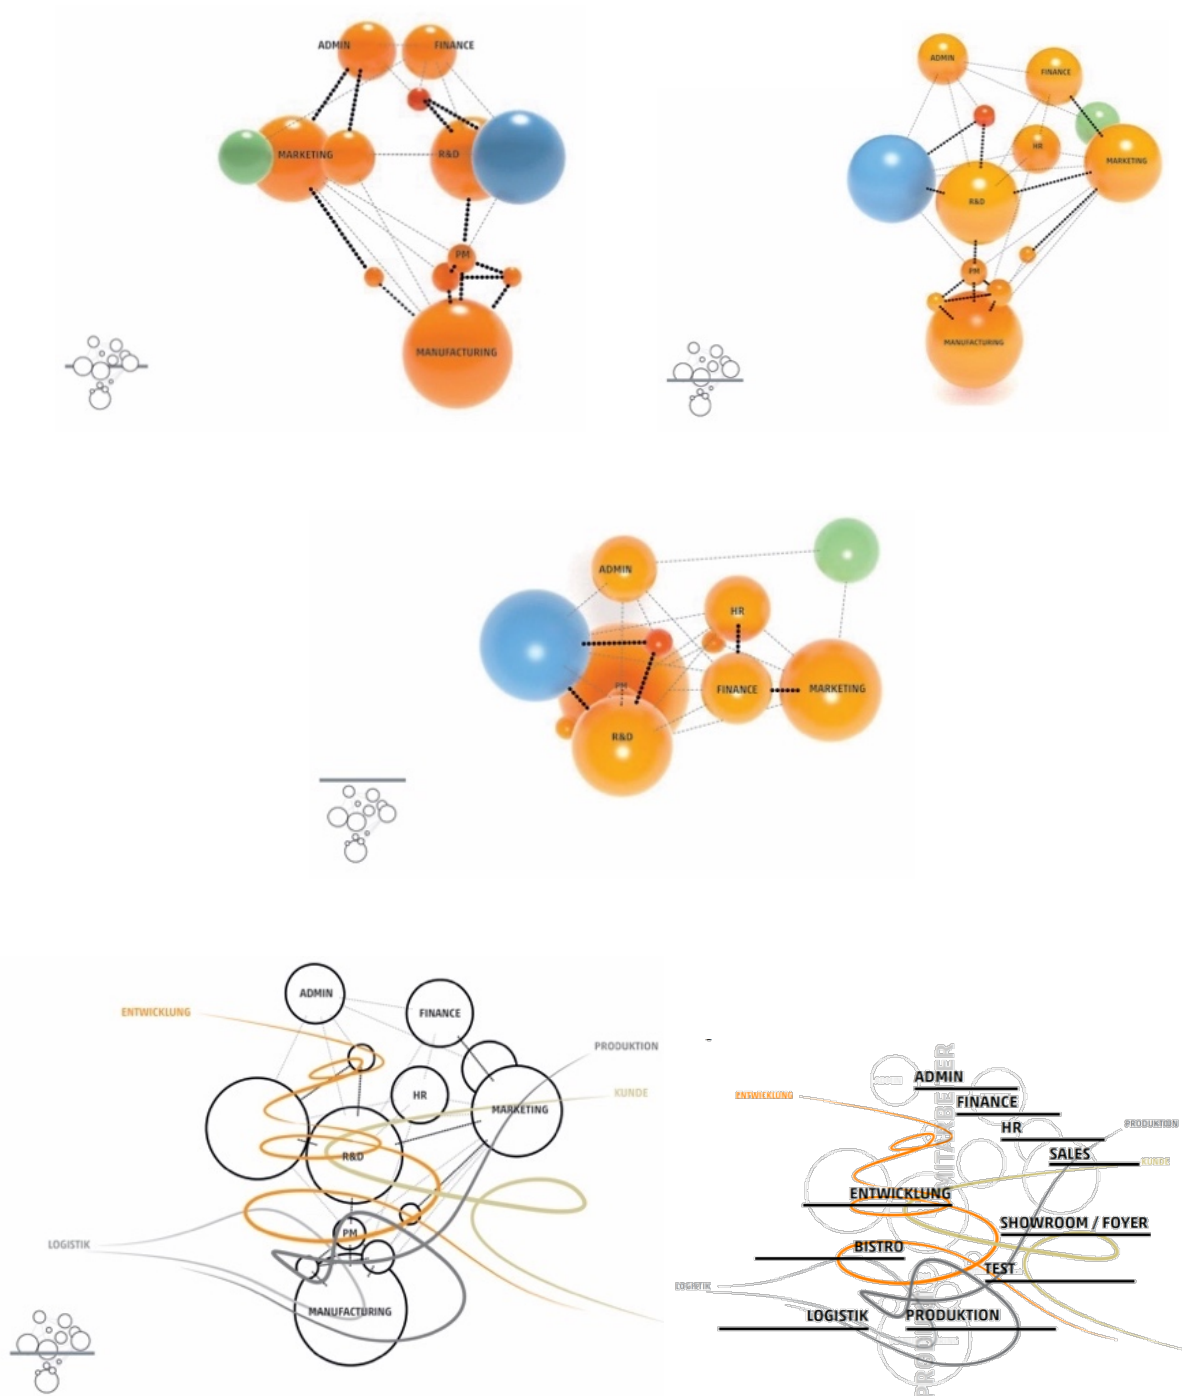 ADMIN
FINANCE
MARKETING
R&D
PM
MANUFACTURING
ADMIN
FINANCE
HR
MARKETING
R&D
PM
MANUFACTURING
ADMIN
HR
PM
FINANCE
MARKETING
R&D
ENTWICKLUNG
ADMIN
FINANCE
PRODUKTION
HR
KUNDE
MARKETING
R&D
PM
LOGISTIK
MANUFACTURING
MITARBEITER
ADMIN
ENTWICKLUNG
FINANCE
HR
PRODUKTION
SALES
KUNDE
ENTWICKLUNG
SHOWROOM / FOYER
BISTRO
TEST
LOGISTIK
LOGISTIK
PRODUKTION